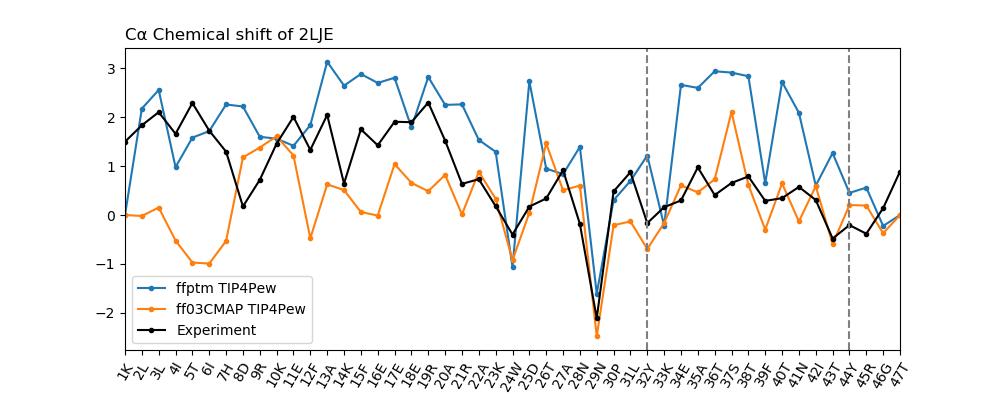 Cα Chemical shift of 2LJE
3
2
1
0
−1
−2
ffptm TIP4Pew
ff03CMAP TIP4Pew
Experiment
1K 2L 3L 4I 5T 6I 7H 8D 9R 10K 11E 12F 13A 14K 15F 16E 17E 18E 19R 20A 21R 22A 23K 24W 25D 26T 27A 28N 29N 30P 31L 32Y 33K 34E 35A 36T 37S 38T 39F 40T 41N 42I 43T 44Y 45R 46G 47T